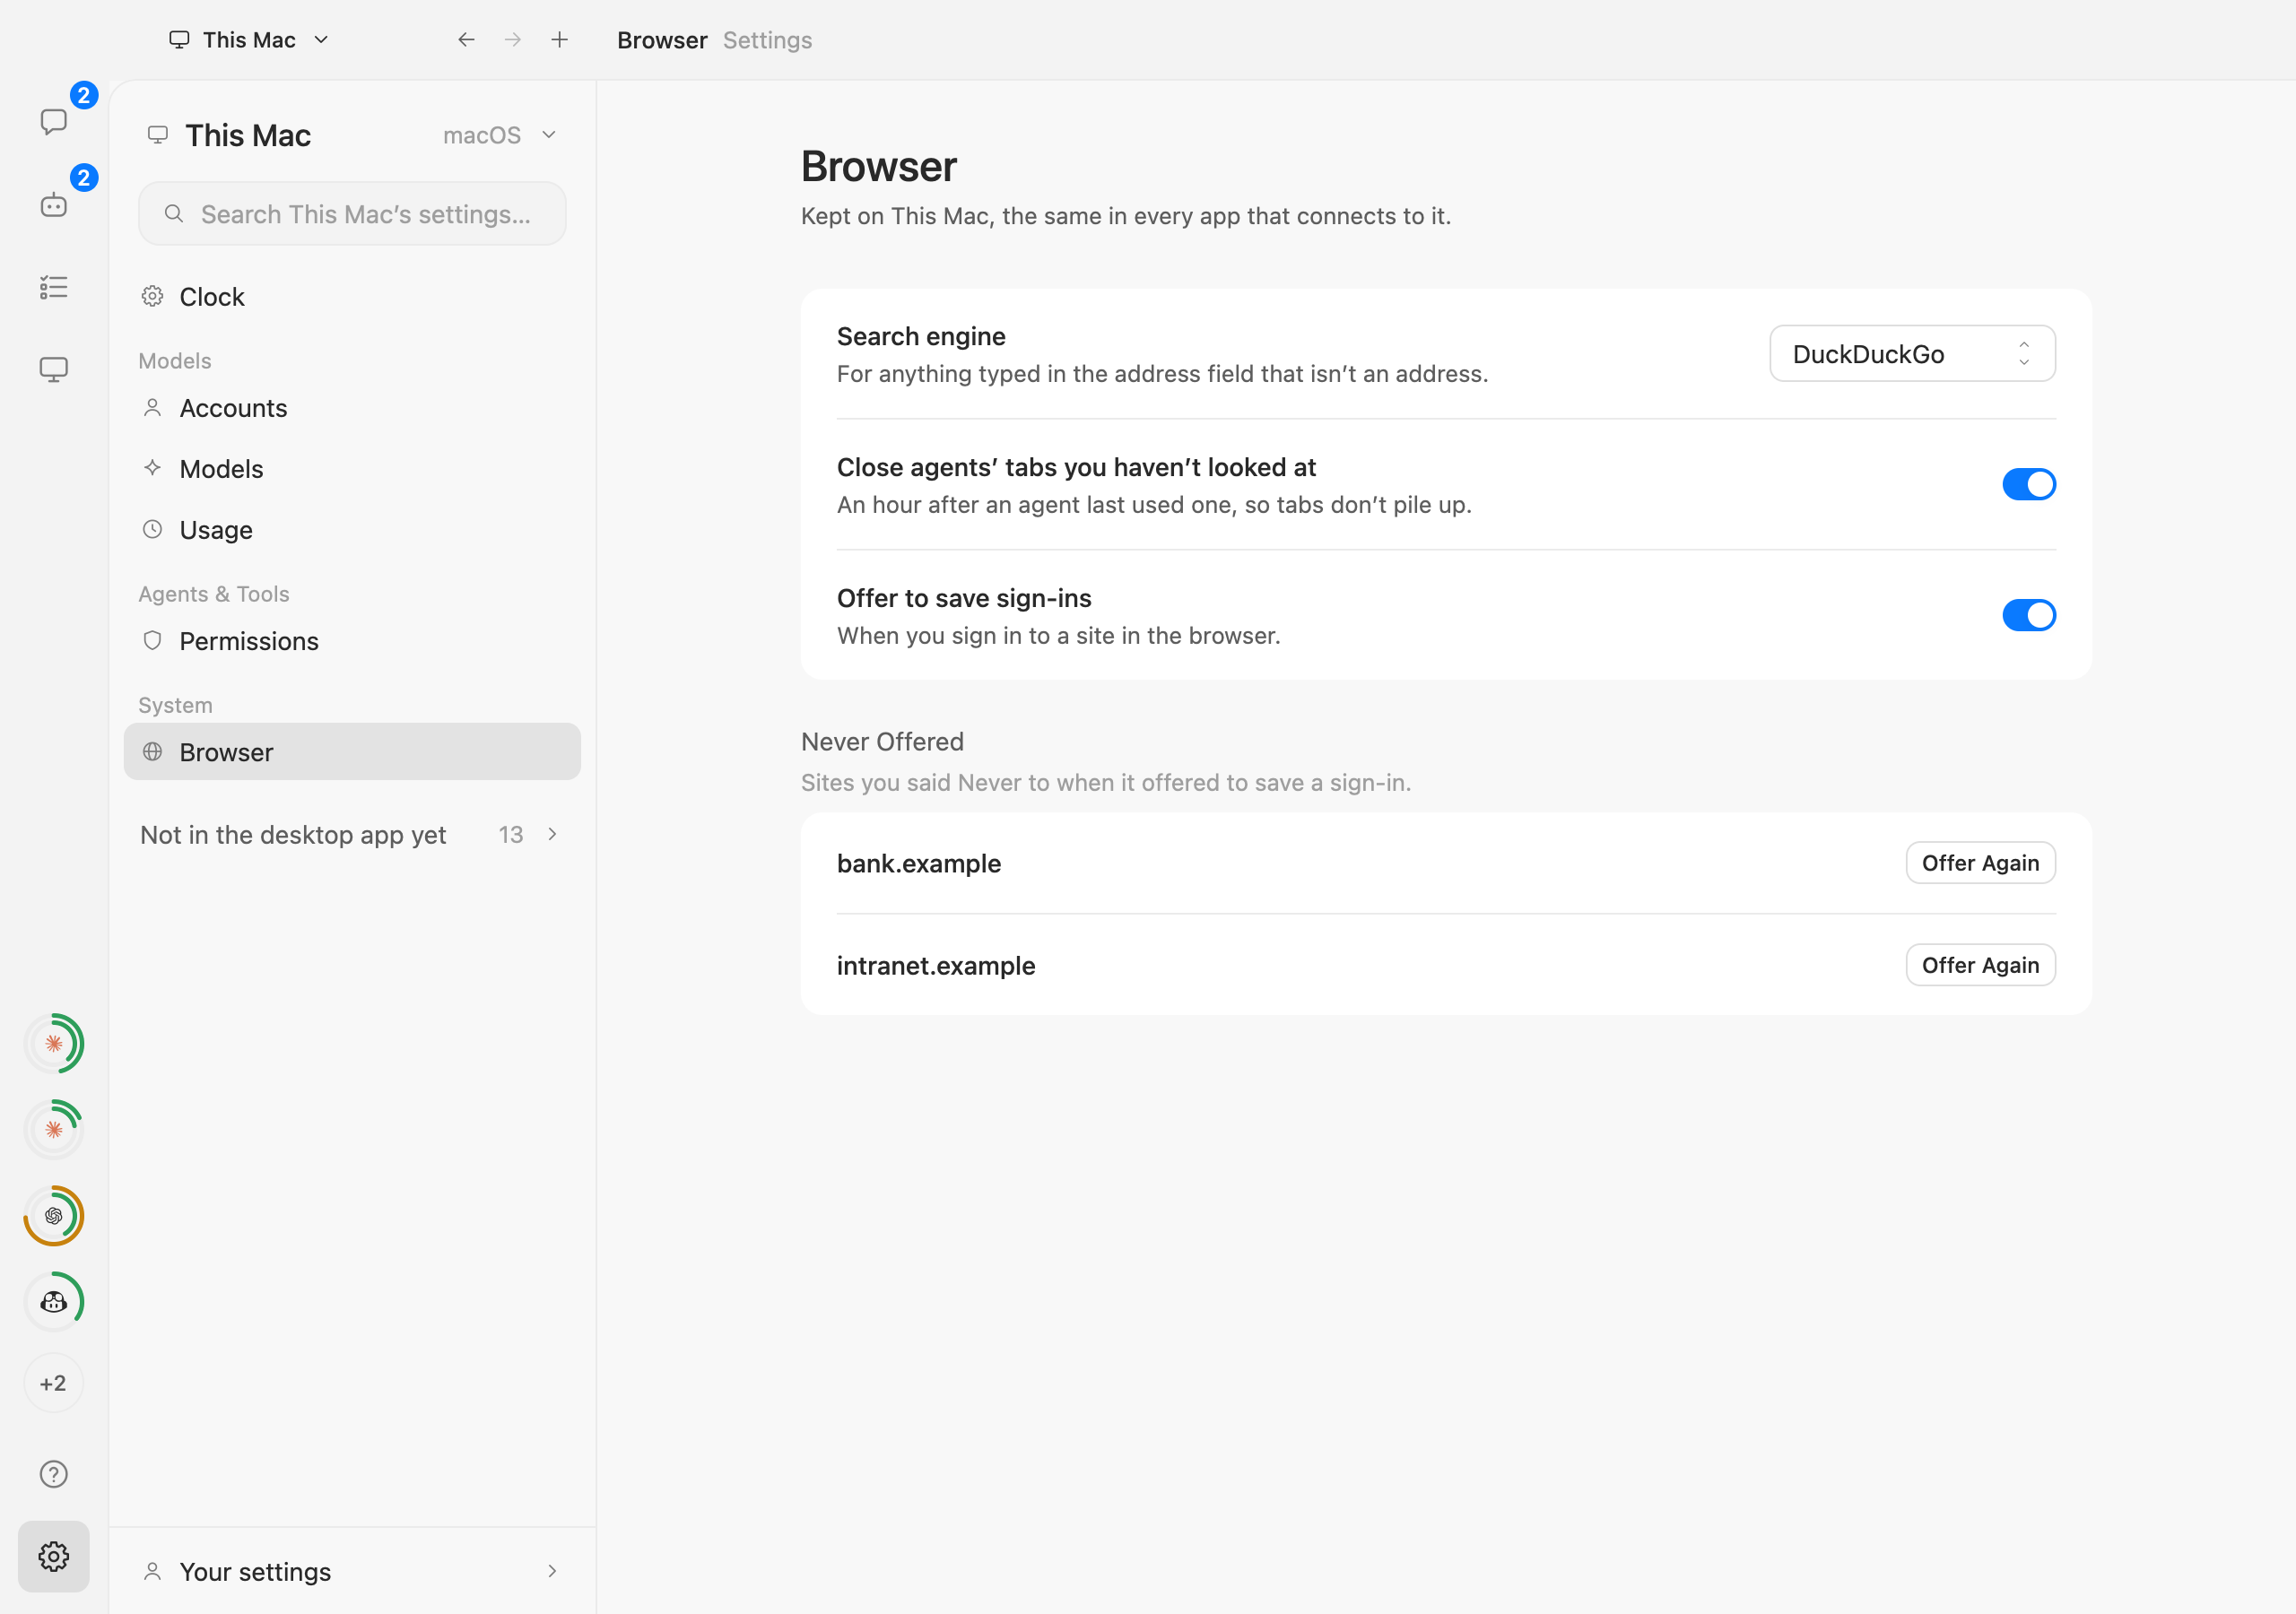 This Mac
Browser Settings
2
2
This Mac
macOS
Search This Mac’s settings...
Clock
Models
Accounts
Models
Usage
Agents & Tools
Permissions
System
Browser
Not in the desktop app yet 13
+2
Your settings
Browser
Kept on This Mac, the same in every app that connects to it.
Search engine
For anything typed in the address field that isn’t an address.
DuckDuckGo
Close agents’ tabs you haven’t looked at
An hour after an agent last used one, so tabs don’t pile up.
Offer to save sign-ins
When you sign in to a site in the browser.
Never Offered
Sites you said Never to when it offered to save a sign-in.
bank.example
Offer Again
intranet.example
Offer Again